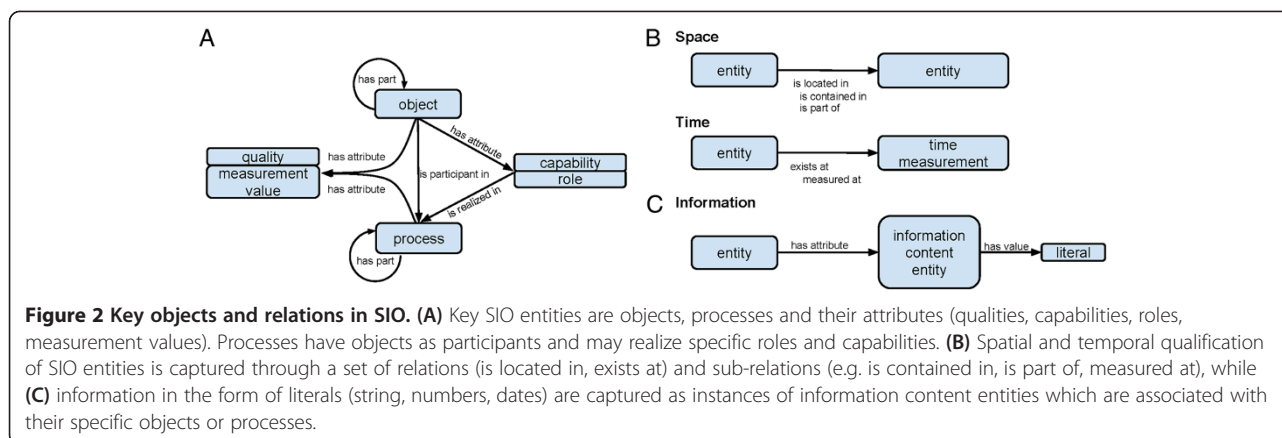 A
has part
object
has attribute
has attribute
quality
measurement
value
has attribute
is participant in
capability
role
is realized in
process
has part
B Space
entity
is located in
is contained in
is part of
entity
Time
entity
exists at
measured at
time
measurement
C Information
entity
has attribute
information
content
entity
has value
literal
Figure 2 Key objects and relations in SIO. (A) Key SIO entities are objects, processes and their attributes (qualities, capabilities, roles,
measurement values). Processes have objects as participants and may realize specific roles and capabilities. (B) Spatial and temporal qualification
of SIO entities is captured through a set of relations (is located in, exists at) and sub-relations (e.g. is contained in, is part of, measured at), while
(C) information in the form of literals (string, numbers, dates) are captured as instances of information content entities which are associated with
their specific objects or processes.